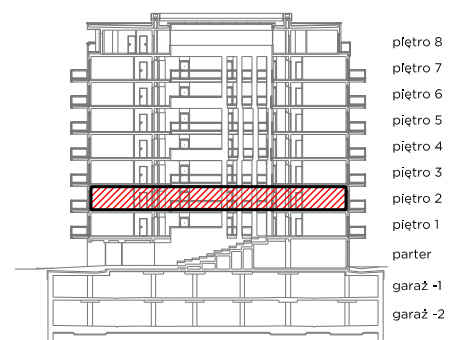 piętro 8
piętro 7
piętro 6
piętro 5
piętro 4
piętro 3
piętro 2
piętro 1
parter
garaż -1
garaż -2